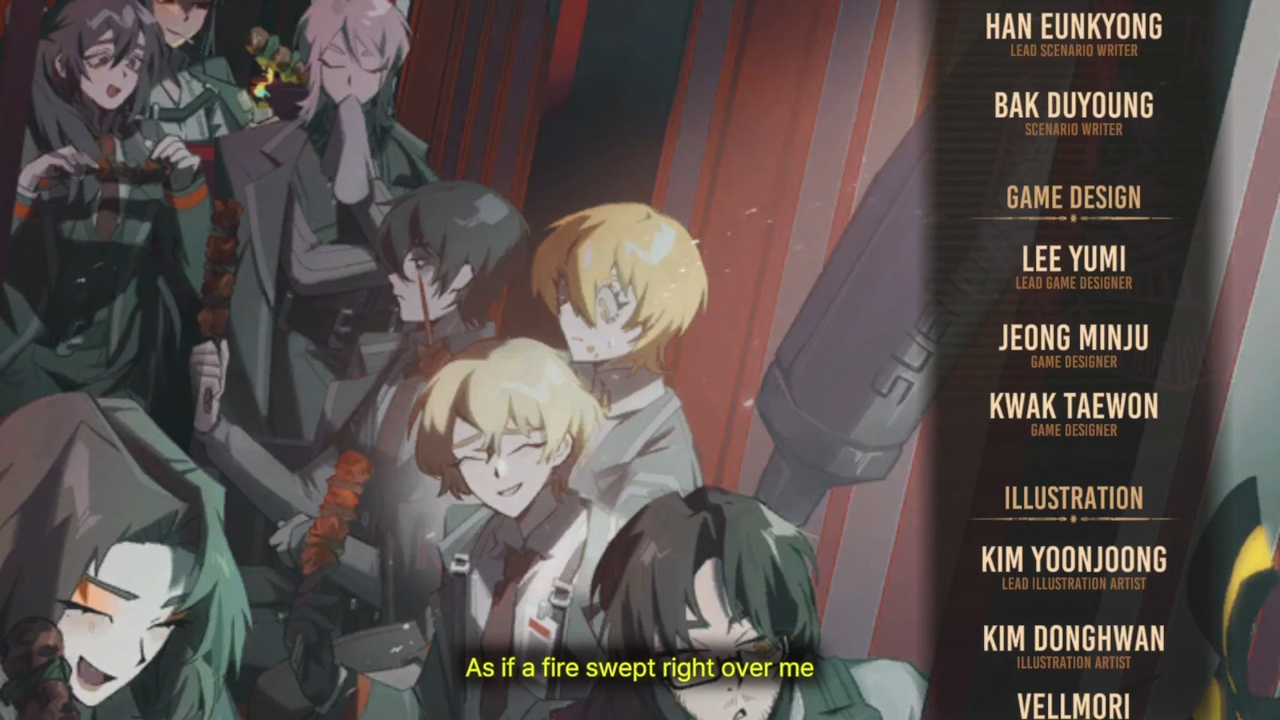 HAN EUNKYONG
LEAD SCENARIO WRITER
BAK DUYOUNG
SCENARIO WRITER
GAME DESIGN
LEE YUMI
LEAD GAME DESIGNER
JEONG MINJU
GAME DESIGNER
KWAK TAEWON
GAME DESIGNER
ILLUSTRATION
KIM YOONJOONG
LEAD ILLUSTRATION ARTIST
KIM DONGHWAN
ILLUSTRATION ARTIST
VELLMORI
As if a fire swept right over me